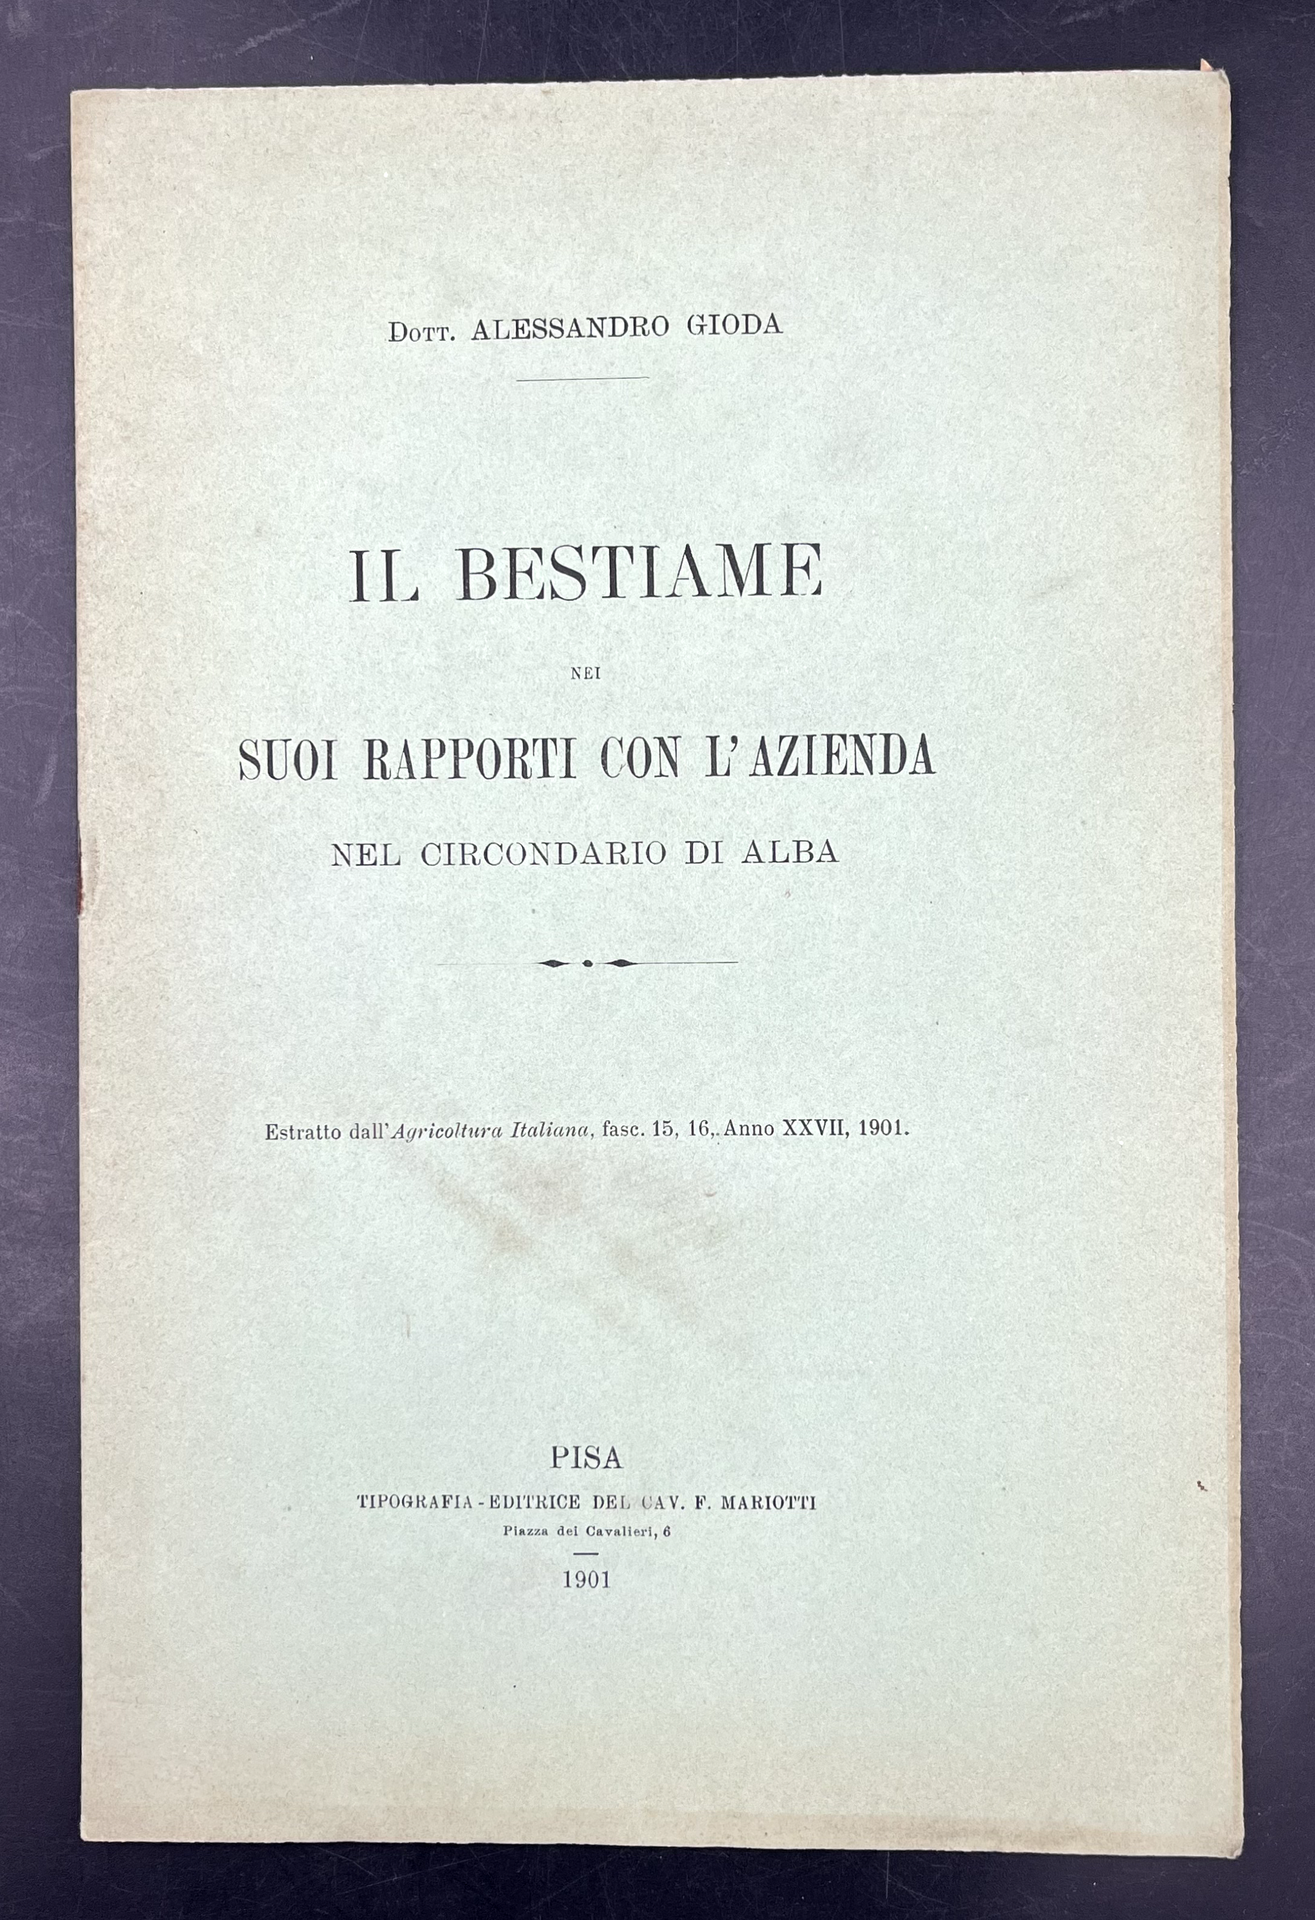 Dott. ALESSANDRO GIODA
IL BESTIAME
NEI
SUOI RAPPORTI CON L'AZIENDA
NEL CIRCONDARIO DI ALBA
Estratto dall'Agricoltura Italiana, fasc. 15, 16, Anno XXVII, 1901.
PISA
TIPOGRAFIA-EDITRICE DEL CAV. F. MARIOTTI
Piazza dei Cavalieri, 6
1901